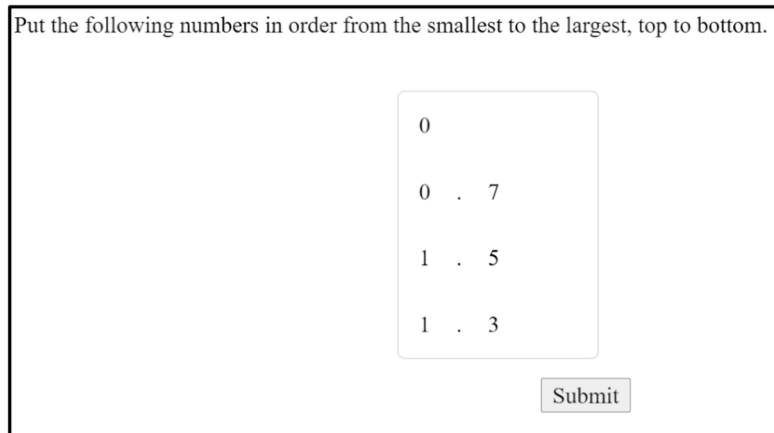 Put the following numbers in order from the smallest to the largest, top to bottom.
0
0 . 7
1 . 5
1 . 3
Submit